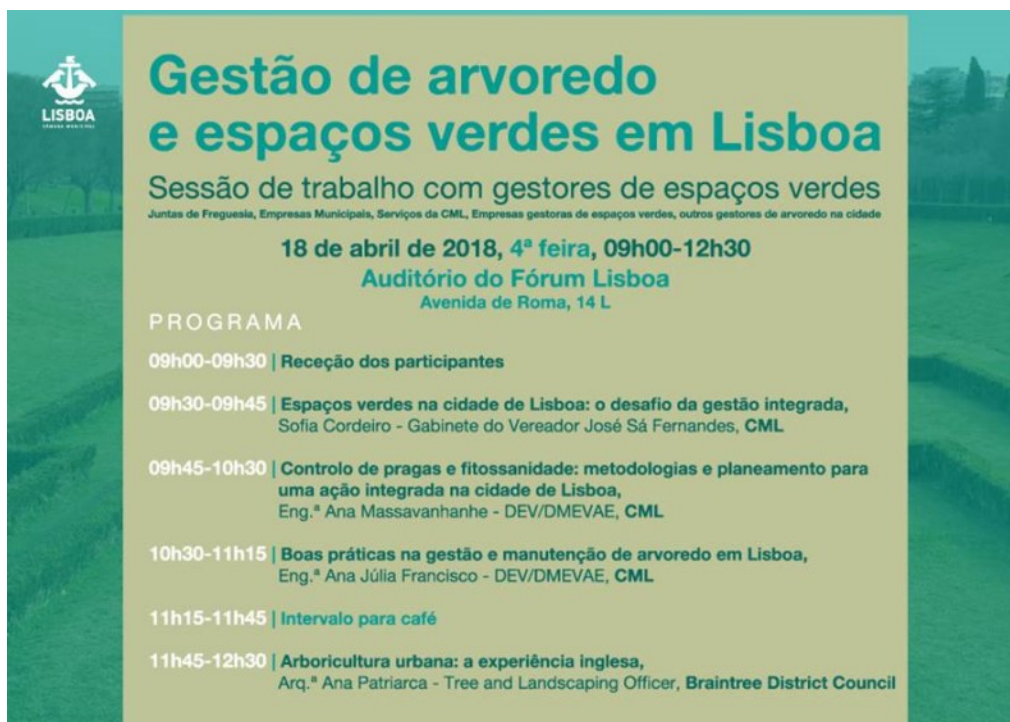 LISBOA
CÂMARA MUNICIPAL
Gestão de arvoredo
e espaços verdes em Lisboa
Sessão de trabalho com gestores de espaços verdes
Juntas de Freguesia, Empresas Municipais, Serviços da CML, Empresas gestoras de espaços verdes, outros gestores de arvoredo na cidade
18 de abril de 2018, 4ª feira, 09h00-12h30
Auditório do Fórum Lisboa
Avenida de Roma, 14 L
PROGRAMA
09h00-09h30 | Receção dos participantes
09h30-09h45 | Espaços verdes na cidade de Lisboa: o desafio da gestão integrada,
Sofia Cordeiro - Gabinete do Vereador José Sá Fernandes, CML
09h45-10h30 | Controlo de pragas e fitossanidade: metodologias e planeamento para
uma ação integrada na cidade de Lisboa,
Eng.ª Ana Massavanhanhe - DEV/DMEVAE, CML
10h30-11h15 | Boas práticas na gestão e manutenção de arvoredo em Lisboa,
Eng.ª Ana Júlia Francisco - DEV/DMEVAE, CML
11h15-11h45 | Intervalo para café
11h45-12h30 | Arboricultura urbana: a experiência inglesa,
Arq.ª Ana Patriarca - Tree and Landscaping Officer, Braintree District Council